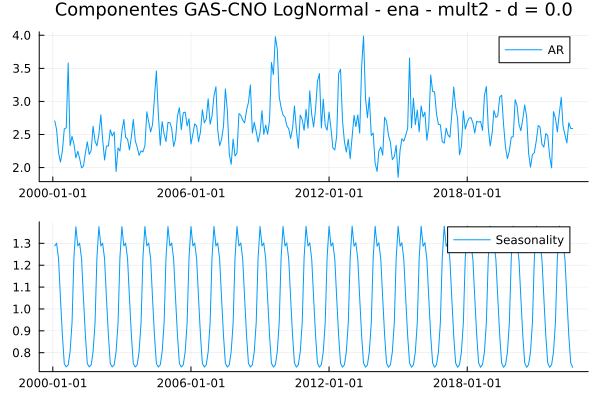 Componentes GAS-CNO LogNormal - ena - mult2 - d = 0.0
AR
4.0
3.5
3.0
2.5
2.0
2000-01-01 2006-01-01 2012-01-01 2018-01-01
Seasonality
1.3
1.2
1.1
1.0
0.9
0.8
2000-01-01 2006-01-01 2012-01-01 2018-01-01